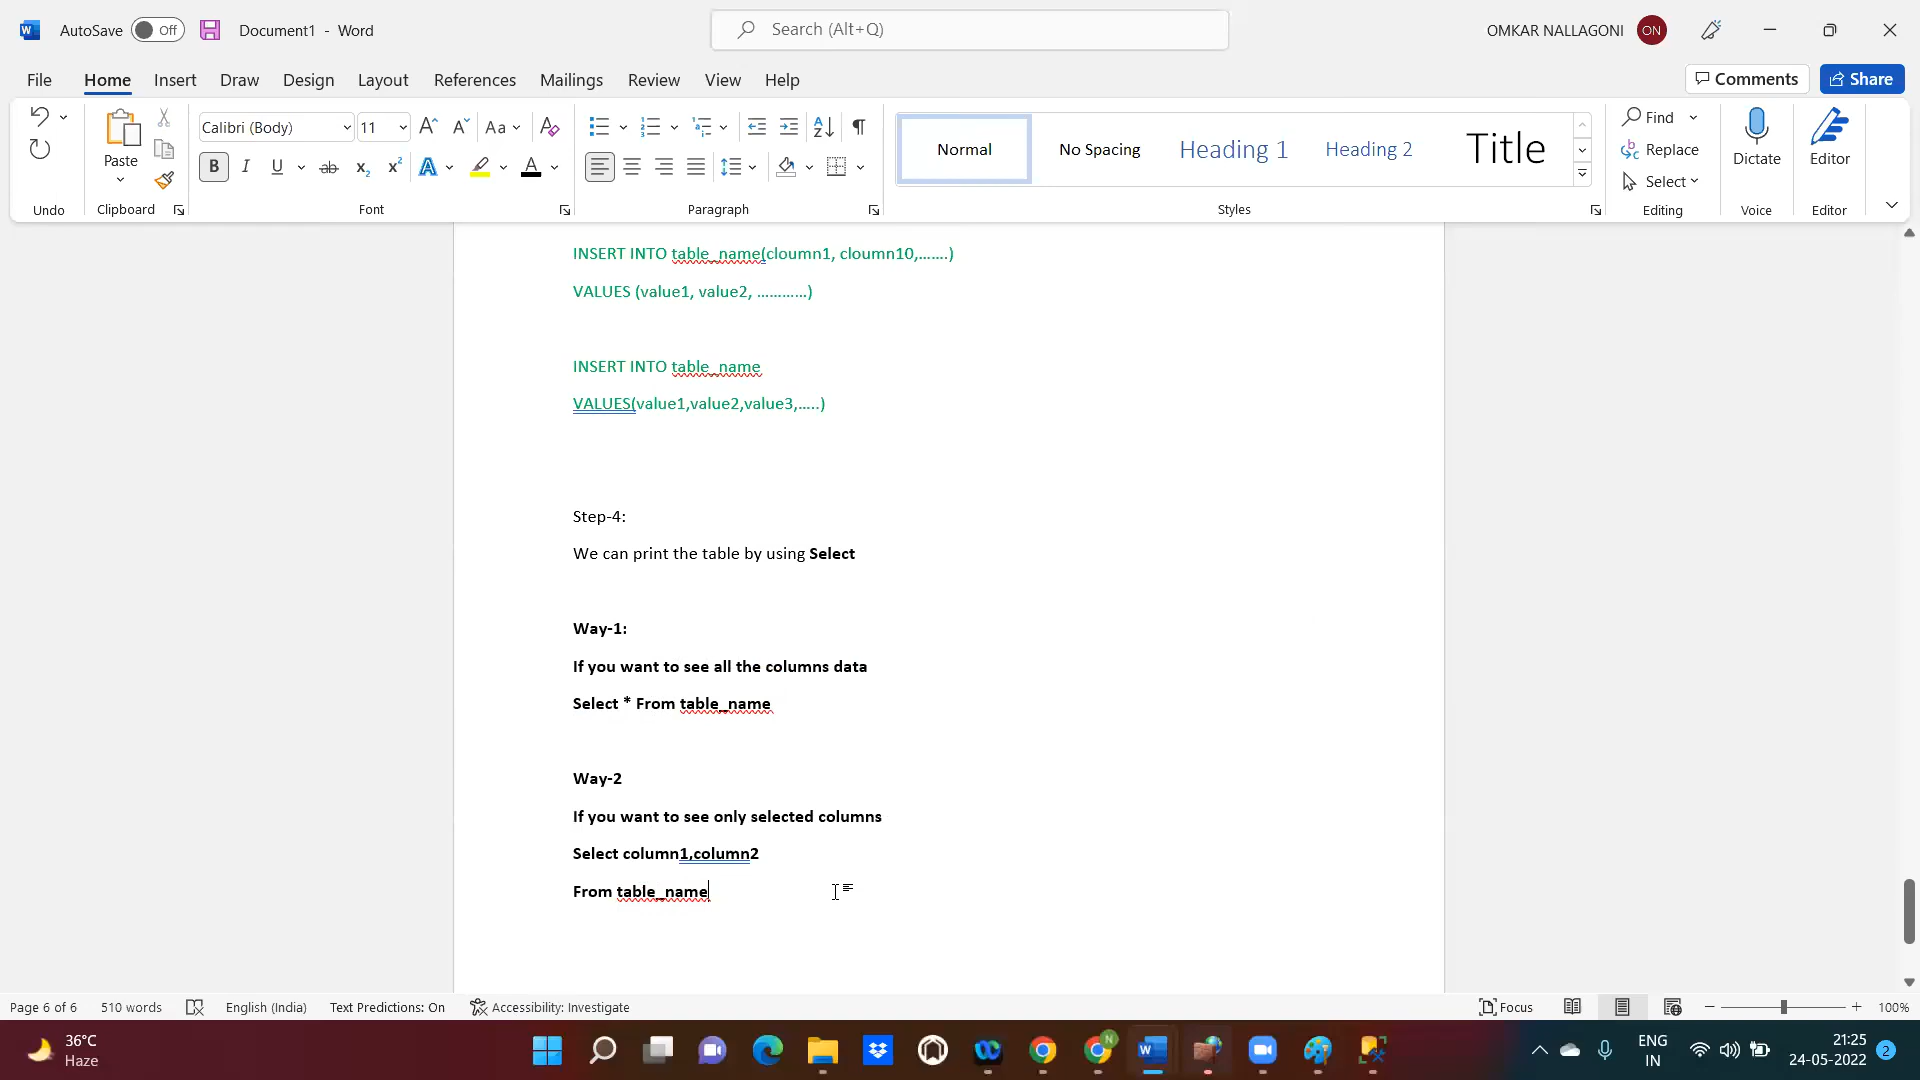 AutoSave Off Document1 - Word Search (Alt+Q) OMKAR NALLAGONI ON
File Home Insert Draw Design Layout References Mailings Review View Help Comments Share
Paste Calibri (Body) 11 Aa Normal No Spacing Heading 1 Heading 2 Title Find Replace Select Dictate Editor
Undo Clipboard Font Paragraph Styles Editing Voice Editor
INSERT INTO table_name(cloumn1, cloumn10,…….)
VALUES (value1, value2, …………)
INSERT INTO table_name
VALUES(value1,value2,value3,…..)
Step-4:
We can print the table by using Select
Way-1:
If you want to see all the columns data
Select * From table_name
Way-2
If you want to see only selected columns
Select column1,column2
From table_name
Page 6 of 6 510 words English (India) Text Predictions: On Accessibility: Investigate Focus 100%
36°C
Haze
ENG
IN
21:25
24-05-2022
2